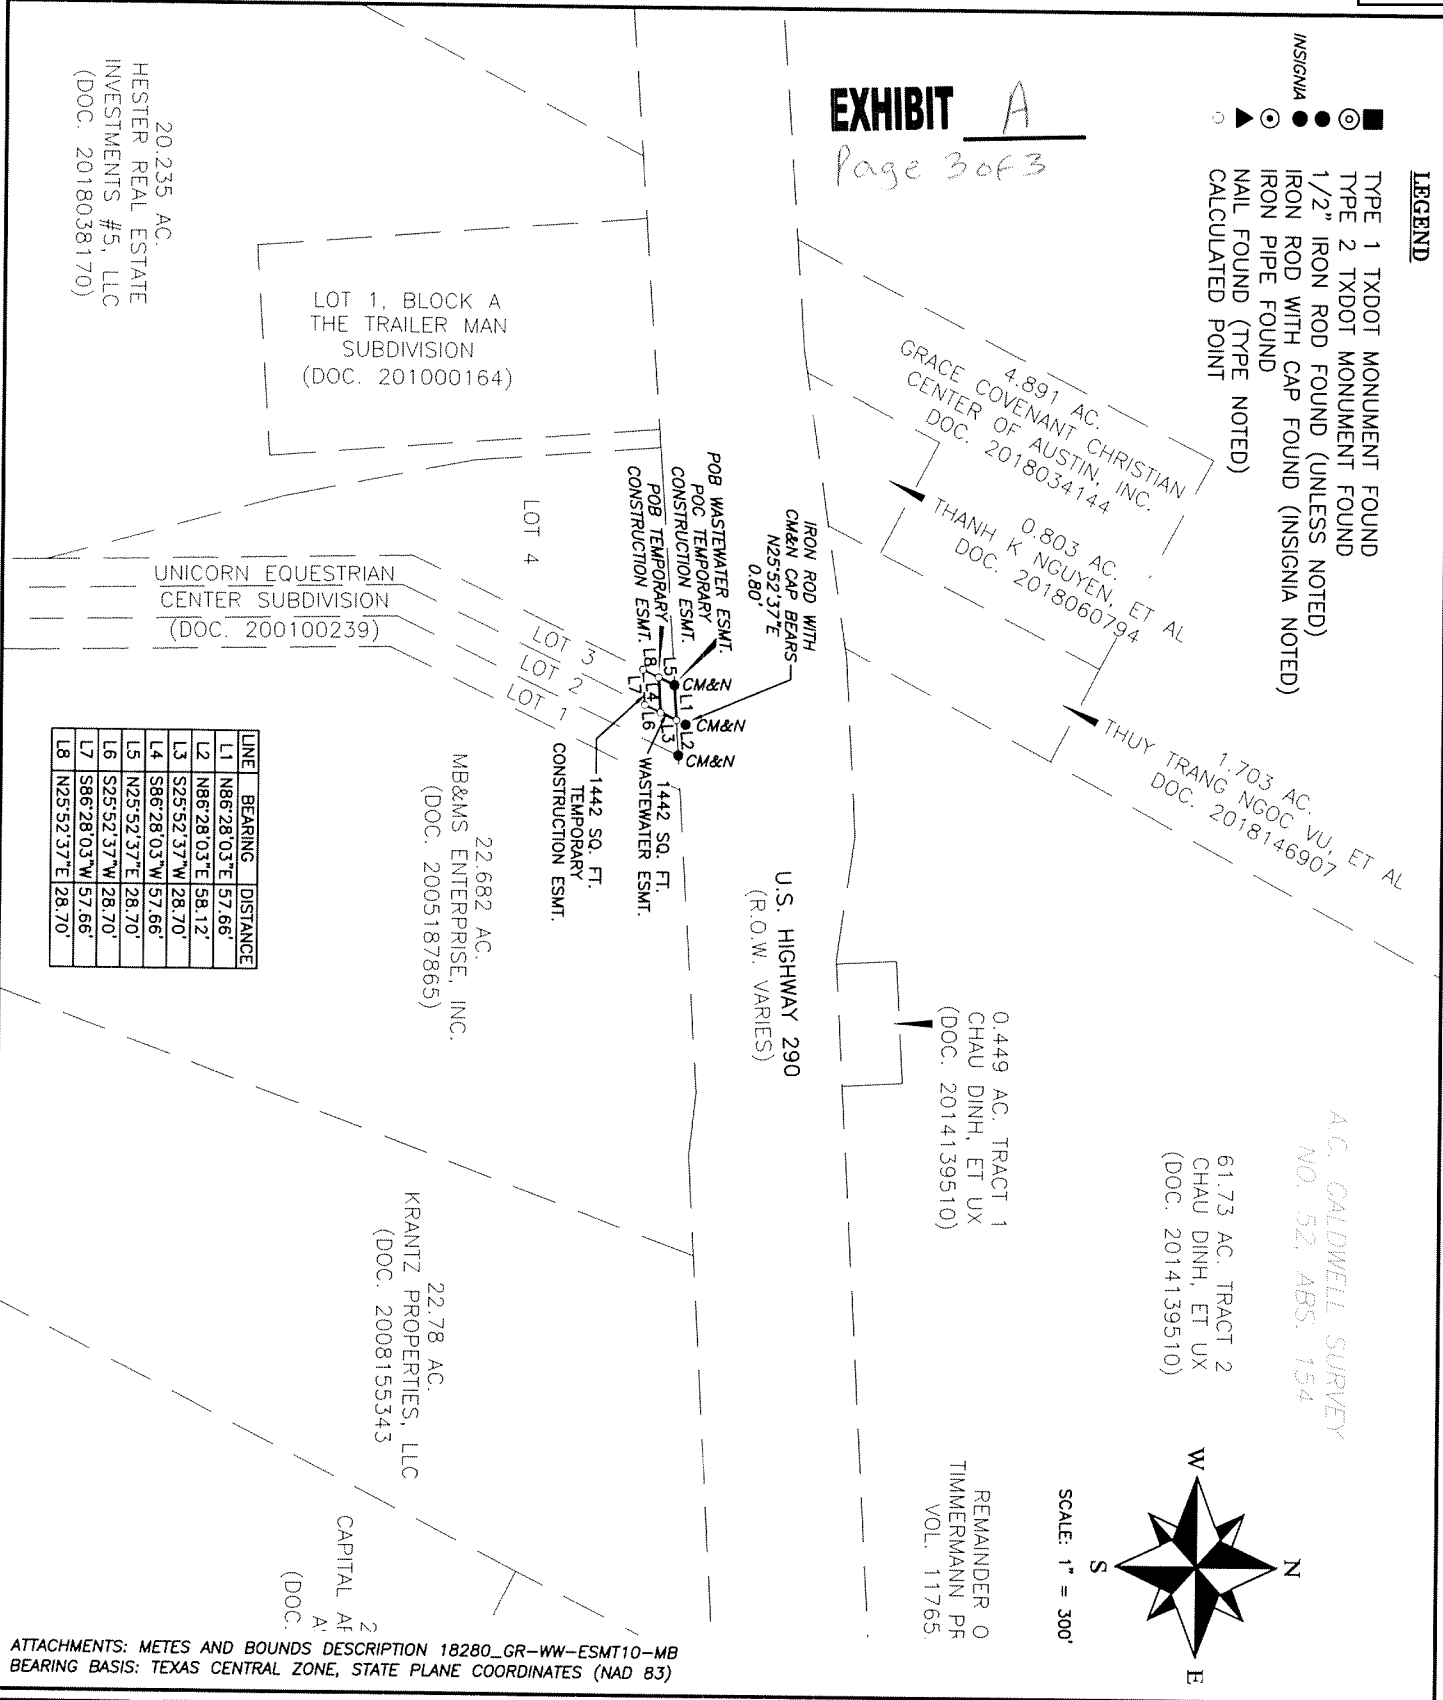 EXHIBIT A
Page 3 of 3
LEGEND
TYPE 1 TXDOT MONUMENT FOUND
TYPE 2 TXDOT MONUMENT FOUND
1/2" IRON ROD FOUND (UNLESS NOTED)
INSIGNIA IRON ROD WITH CAP FOUND (INSIGNIA NOTED)
IRON PIPE FOUND
NAIL FOUND (TYPE NOTED)
CALCULATED POINT
4.891 AC.
GRACE COVENANT CHRISTIAN
CENTER OF AUSTIN, INC.
DOC. 2018034144
0.803 AC.
THANH K NGUYEN, ET AL
DOC. 2018060794
1.703 AC.
THUY TRANG NGOC VU, ET AL
DOC. 2018146907
A.C. CALDWELL SURVEY
NO. 52, ABS. 154
61.73 AC. TRACT 2
CHAU DINH, ET UX
(DOC. 2014139510)
0.449 AC. TRACT 1
CHAU DINH, ET UX
(DOC. 2014139510)
N
W
E
S
SCALE: 1" = 300'
REMAINDER O
TIMMERMANN PR
VOL. 11765
U.S. HIGHWAY 290
(R.O.W. VARIES)
IRON ROD WITH
CM&N CAP BEARS
N25°52'37"E
0.80'
POB WASTEWATER ESMT.
POC TEMPORARY
CONSTRUCTION ESMT.
POB TEMPORARY
CONSTRUCTION ESMT.
CM&N
CM&N
CM&N
L1
L2
L3
L4
L5
L6
L7
L8
1442 SQ. FT.
WASTEWATER ESMT.
1442 SQ. FT.
TEMPORARY
CONSTRUCTION ESMT.
20.235 AC.
HESTER REAL ESTATE
INVESTMENTS #5, LLC
(DOC. 2018038170)
LOT 1, BLOCK A
THE TRAILER MAN
SUBDIVISION
(DOC. 201000164)
LOT 4
LOT 3
LOT 2
LOT 1
UNICORN EQUESTRIAN
CENTER SUBDIVISION
(DOC. 200100239)
22.682 AC.
MB&MS ENTERPRISE, INC.
(DOC. 2005187865)
22.78 AC.
KRANTZ PROPERTIES, LLC
(DOC. 2008155343
2
CAPITAL AF
A
(DOC.
LINE BEARING DISTANCE
L1 N86°28'03"E 57.66'
L2 N86°28'03"E 58.12'
L3 S25°52'37"W 28.70'
L4 S86°28'03"W 57.66'
L5 N25°52'37"E 28.70'
L6 S25°52'37"W 28.70'
L7 S86°28'03"W 57.66'
L8 N25°52'37"E 28.70'
ATTACHMENTS: METES AND BOUNDS DESCRIPTION 18280_GR-WW-ESMT10-MB
BEARING BASIS: TEXAS CENTRAL ZONE, STATE PLANE COORDINATES (NAD 83)